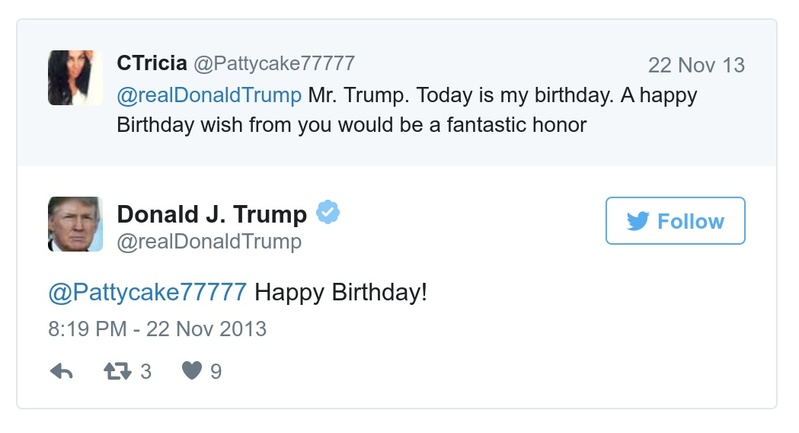 CTricia @Pattycake77777 22 Nov 13
@realDonaldTrump Mr. Trump. Today is my birthday. A happy
Birthday wish from you would be a fantastic honor
Donald J. Trump
@realDonaldTrump
Follow
@Pattycake77777 Happy Birthday!
8:19 PM - 22 Nov 2013
3 9